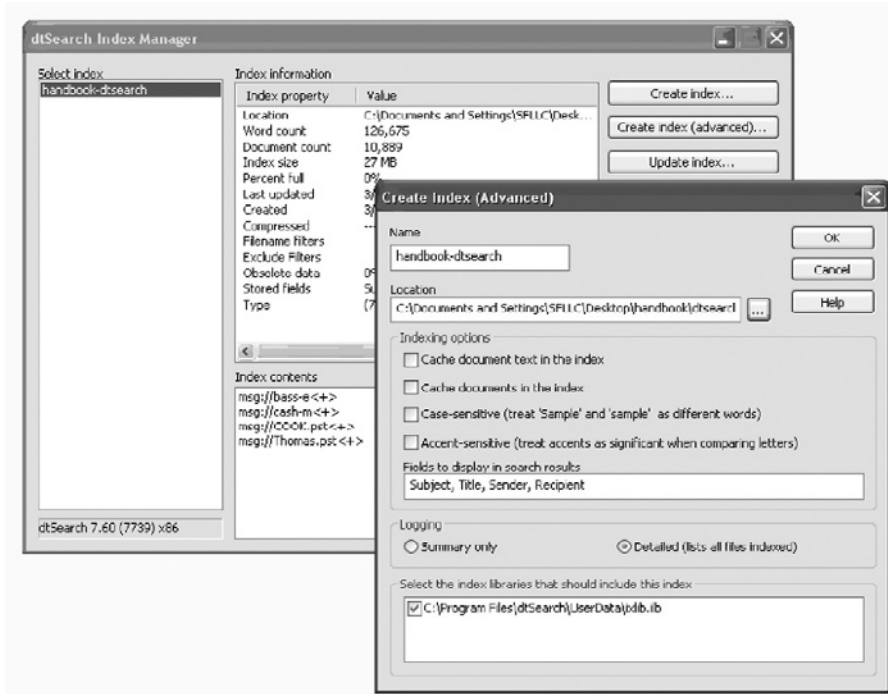 dtSearch Index Manager
Select index
handbook-dtsearch
dtSearch 7.60 (7739) x86
Index information
Index property Value
Location C:\Documents and Settings\SFLLC\Desk...
Word count 126,675
Document count 10,889
Index size 27 MB
Percent full 0%
Last updated 3/
Created 3/
Compressed ---
Filename filters
Exclude Filters
Obsolete data 0%
Stored fields Su
Type (7
Index contents
msg://bass-e<+>
msg://cash-m<+>
msg://COOK.pst<+>
msg://Thomas.pst<+>
Create index...
Create index (advanced)...
Update index...
Create Index (Advanced)
Name
handbook-dtsearch
Location
C:\Documents and Settings\SFLLC\Desktop\handbook\dtsearch
...
OK
Cancel
Help
Indexing options
Cache document text in the index
Cache documents in the index
Case-sensitive (treat 'Sample' and 'sample' as different words)
Accent-sensitive (treat accents as significant when comparing letters)
Fields to display in search results
Subject, Title, Sender, Recipient
Logging
Summary only
Detailed (lists all files indexed)
Select the index libraries that should include this index
C:\Program Files\dtSearch\UserData\ixlib.ilb